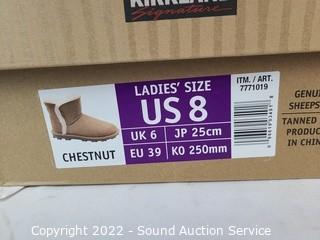 KIRKLAND
Signature
LADIES' SIZE
US 8
UK 6 JP 25cm
EU 39 KO 250mm
CHESTNUT
ITM. / ART.
7771019
GENUI
SHEEPS
TANNED
PRODUC
IN CHIN
Copyright - 2022 - Sound Auction Service